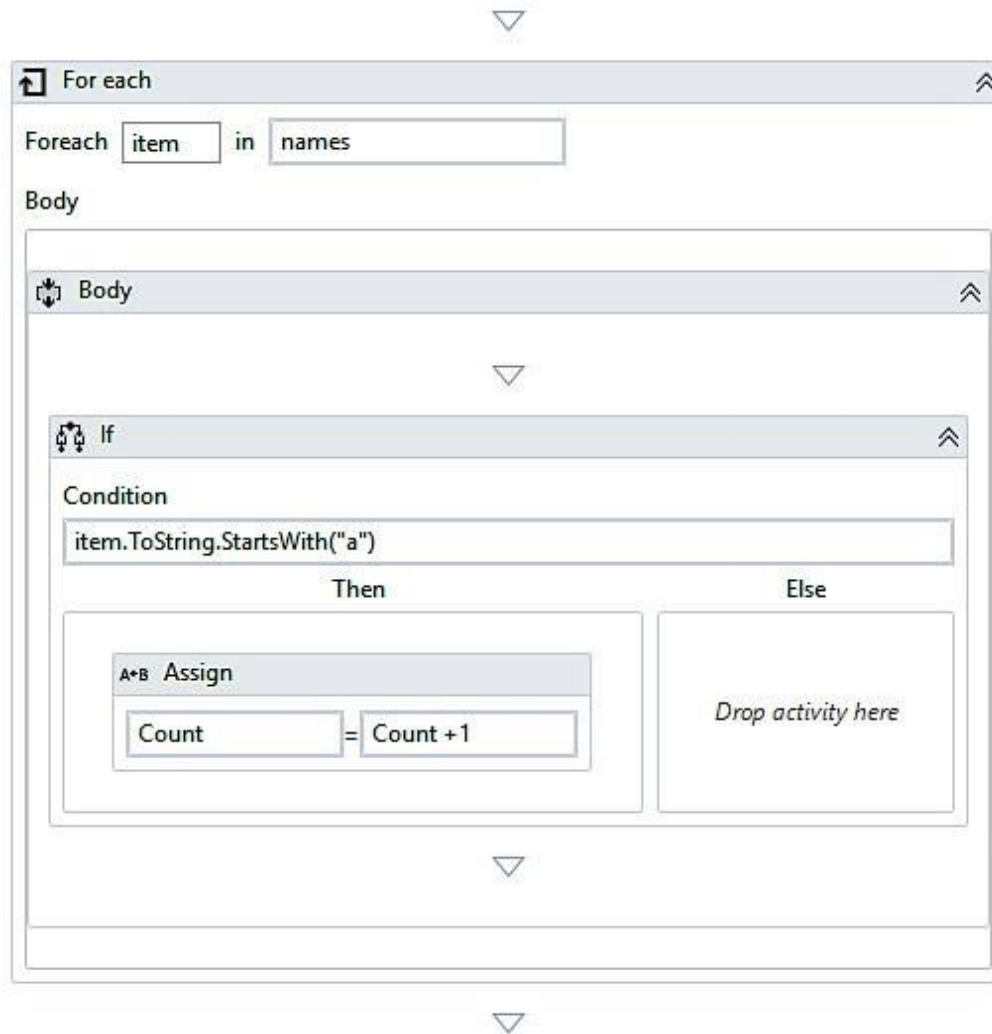 For each
Foreach item in names
Body
Body
If
Condition
item.ToString.StartsWith("a")
Then Else
A+B Assign
Count = Count +1
Drop activity here